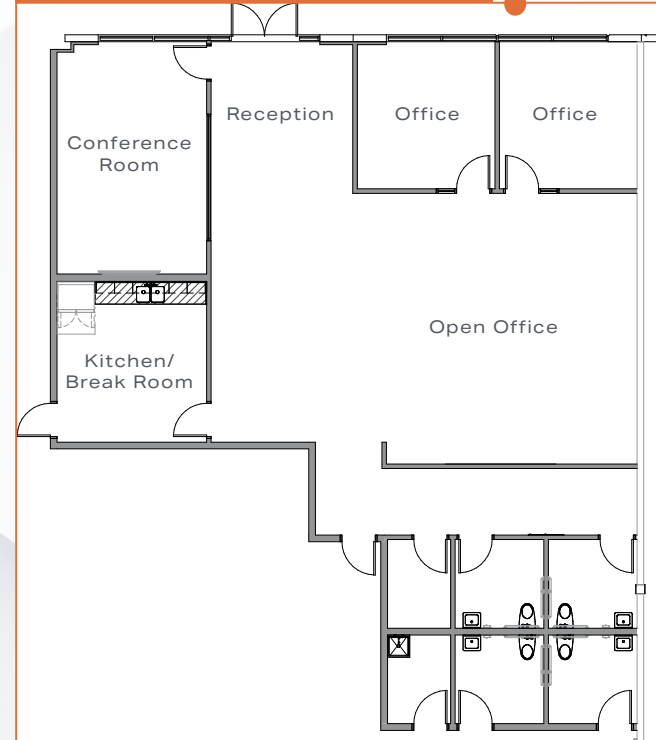 Reception
Office
Office
Conference
Room
Open Office
Kitchen/
Break Room